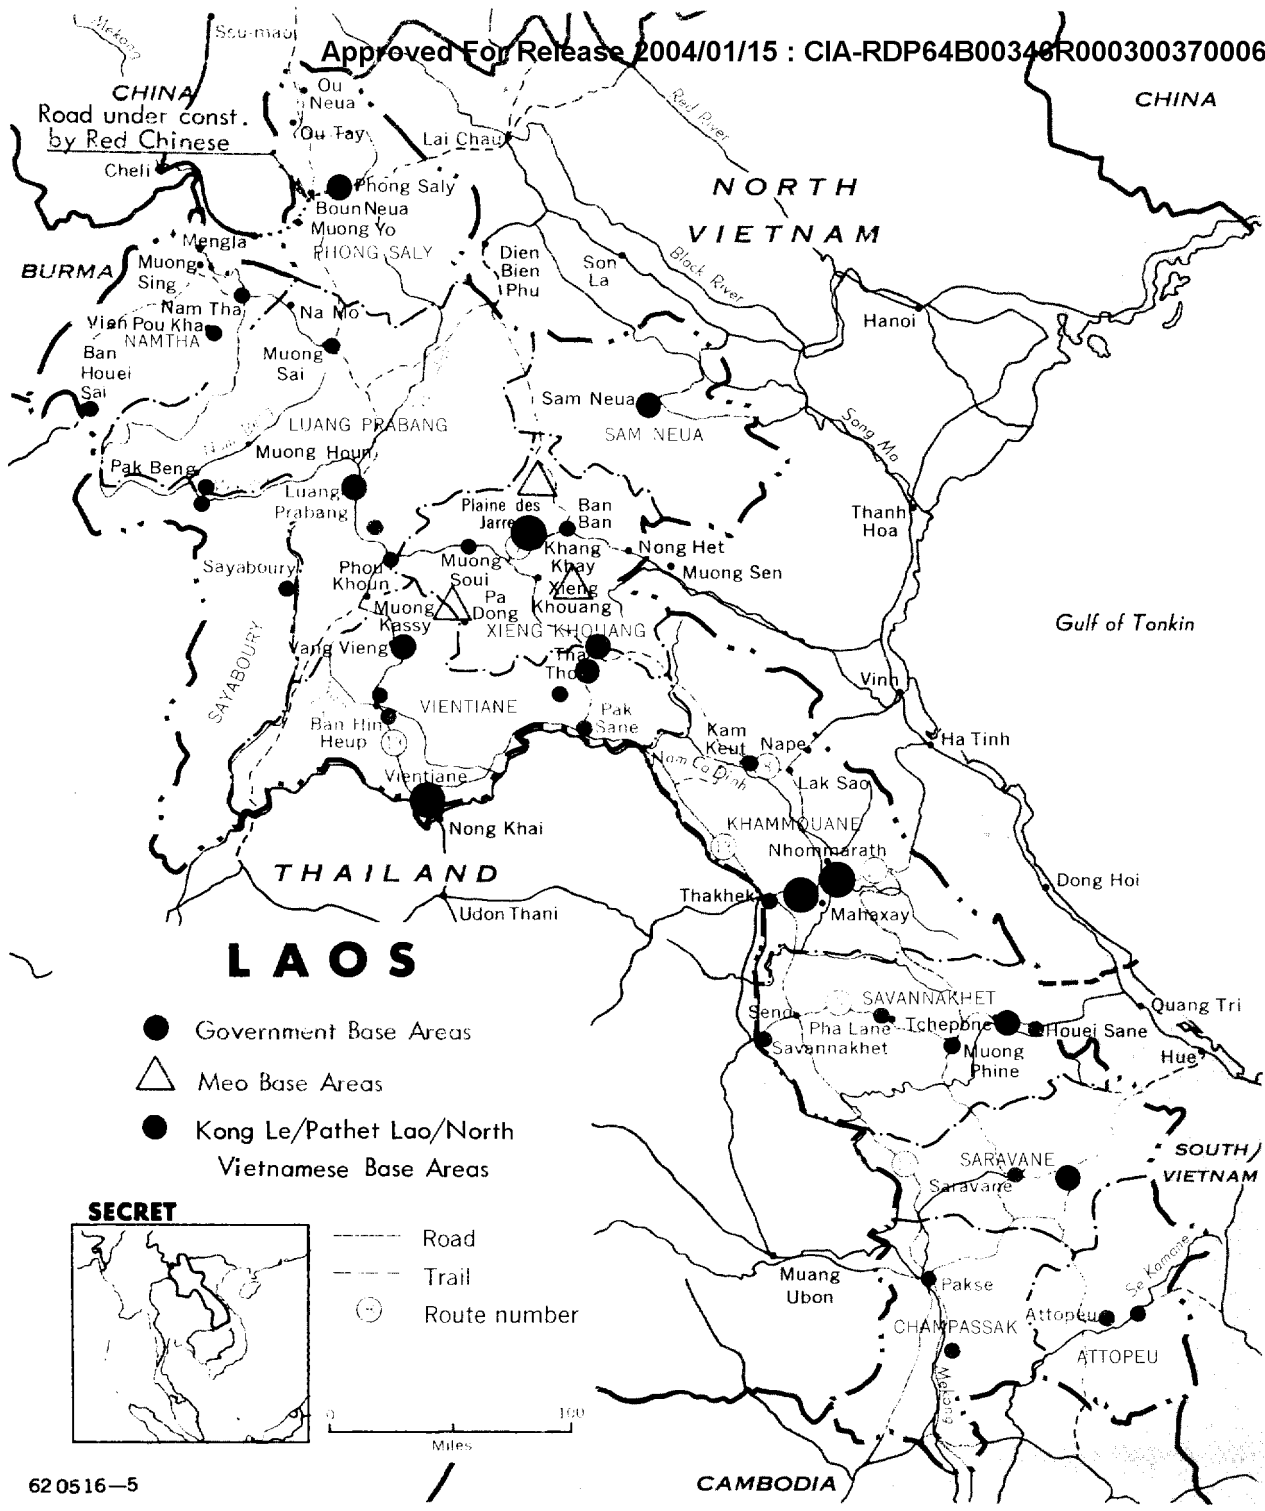 Approved For Release 2004/01/15 : CIA-RDP64B00346R000300370006
Mekong
Ssu-mao
CHINA
Road under const.
by Red Chinese
Cheli
Ou
Neua
Ou Tay
Lai Chau
Red River
CHINA
Phong Saly
Boun Neua
Muong Yo
PHONG SALY
NORTH
VIETNAM
Mengla
BURMA
Muong
Sing
Nam Tha
Na Mo
Vien Pou Kha
NAMTHA
Ban
Houei
Sai
Muong
Sai
Dien
Bien
Phu
Son
La
Black River
Hanoi
Sam Neua
SAM NEUA
Song Ma
LUANG PRABANG
Muong Houn
Pak Beng
Luang
Prabang
Plaine des
Jarres
Ban
Ban
Thanh
Hoa
Khang
Khay
Nong Het
Muong Sen
Sayaboury
Phou
Khoun
Muong
Soui
Xieng
Khouang
Muong
Kassy
Pa
Dong
XIENG KHOUANG
Gulf of Tonkin
SAYABOURY
Vang Vieng
Tha
Tho
Vinh
VIENTIANE
Ban Hin
Heup
13
Pak
Sane
Kam
Keut
Nape
8
Ha Tinh
Nam Ca Dinh
Lak Sao
Vientiane
Nong Khai
KHAMMOUANE
13
Nhommarath
THAILAND
Thakhek
Mahaxay
Dong Hoi
Udon Thani
LAOS
SAVANNAKHET
Seno
Pha Lane
Tchepone
Houei Sane
Quang Tri
Savannakhet
Muong
Phine
Hue
Government Base Areas
Meo Base Areas
Kong Le/Pathet Lao/North
Vietnamese Base Areas
SARAVANE
Saravane
SOUTH
VIETNAM
SECRET
Road
Trail
Route number
Muang
Ubon
Pakse
Se Kamane
Attopeu
CHAMPASSAK
ATTOPEU
Mekong
0
100
Miles
CAMBODIA
620516—5